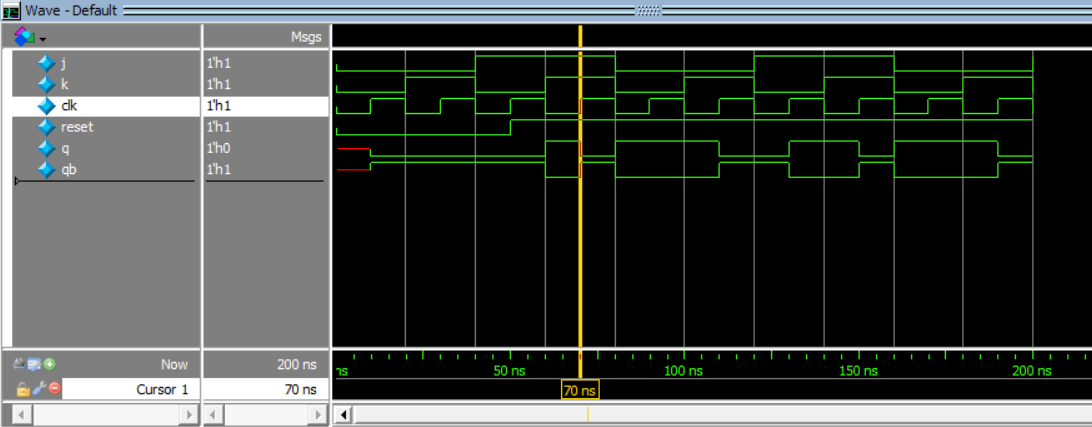 Wave - Default
Msgs
j 1'h1
k 1'h1
clk 1'h1
reset 1'h1
q 1'h0
qb 1'h1
Now 200 ns
ns 50 ns 100 ns 150 ns 200 ns
Cursor 1 70 ns
70 ns